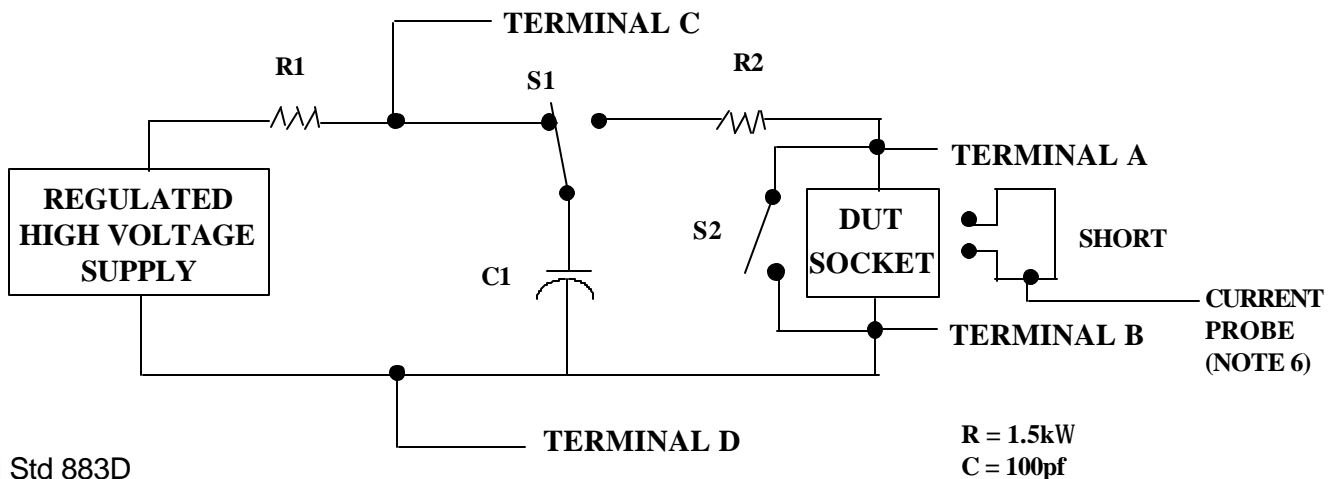 TERMINAL C
R1
S1
R2
TERMINAL A
REGULATED
HIGH VOLTAGE
SUPPLY
DUT
SOCKET
S2
SHORT
C1
CURRENT
PROBE
(NOTE 6)
TERMINAL B
TERMINAL D
R = 1.5kW
C = 100pf
Std 883D